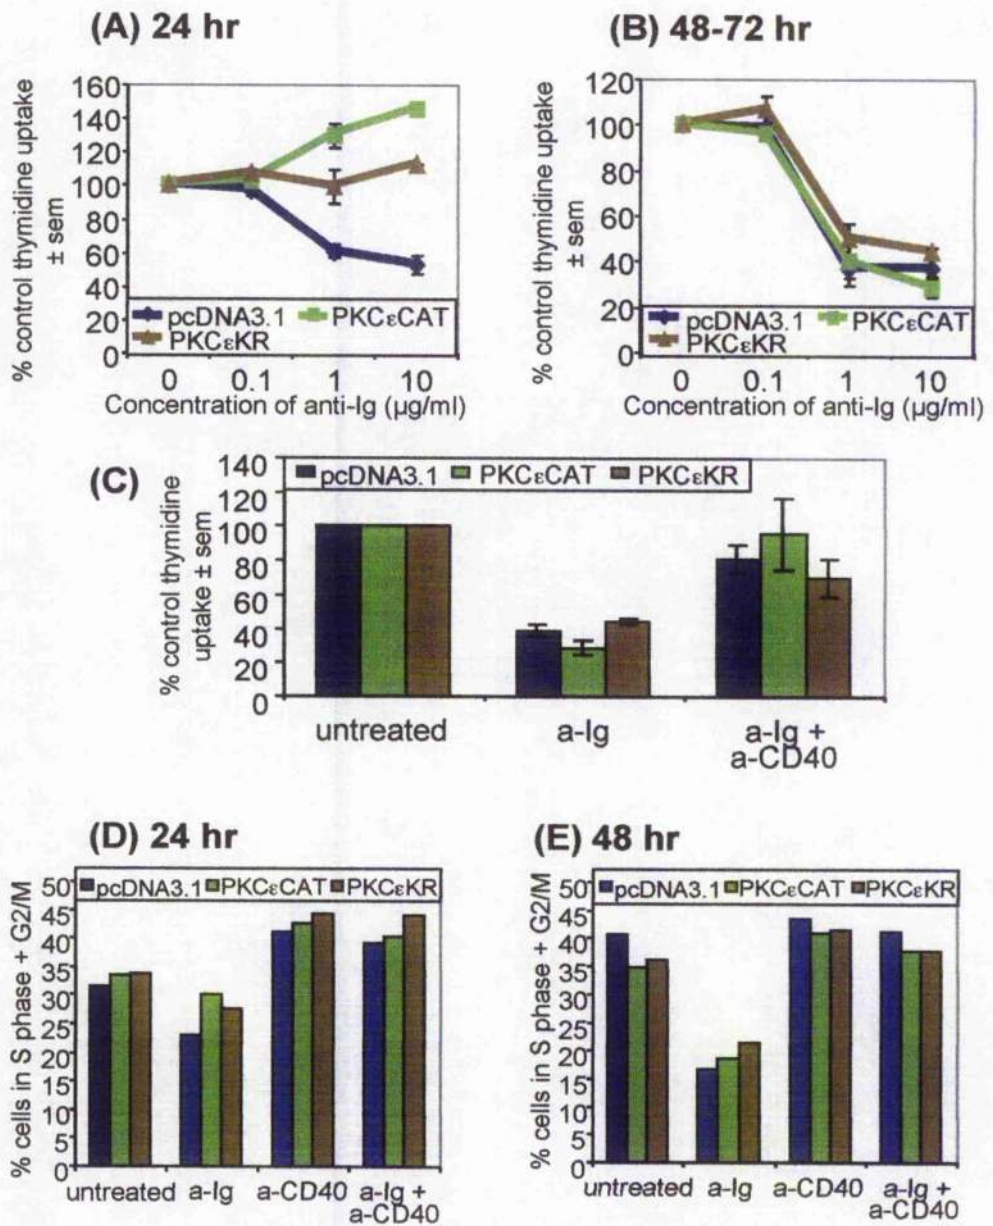 (A) 24 hr
% control thymidine uptake
± sem
160
140
120
100
80
60
40
20
0
pcDNA3.1
PKCεCAT
PKCεKR
0
0.1
1
10
Concentration of anti-Ig (µg/ml)
(B) 48-72 hr
% control thymidine uptake
± sem
120
100
80
60
40
20
0
pcDNA3.1
PKCεCAT
PKCεKR
0
0.1
1
10
Concentration of anti-Ig (µg/ml)
(C)
% control thymidine
uptake ± sem
140
120
100
80
60
40
20
0
pcDNA3.1
PKCεCAT
PKCεKR
untreated
a-Ig
a-Ig +
a-CD40
(D) 24 hr
% cells in S phase + G2/M
50
45
40
35
30
25
20
15
10
5
0
pcDNA3.1
PKCεCAT
PKCεKR
untreated
a-Ig
a-CD40
a-Ig +
a-CD40
(E) 48 hr
% cells in S phase + G2/M
50
45
40
35
30
25
20
15
10
5
0
pcDNA3.1
PKCεCAT
PKCεKR
untreated
a-Ig
a-CD40
a-Ig +
a-CD40